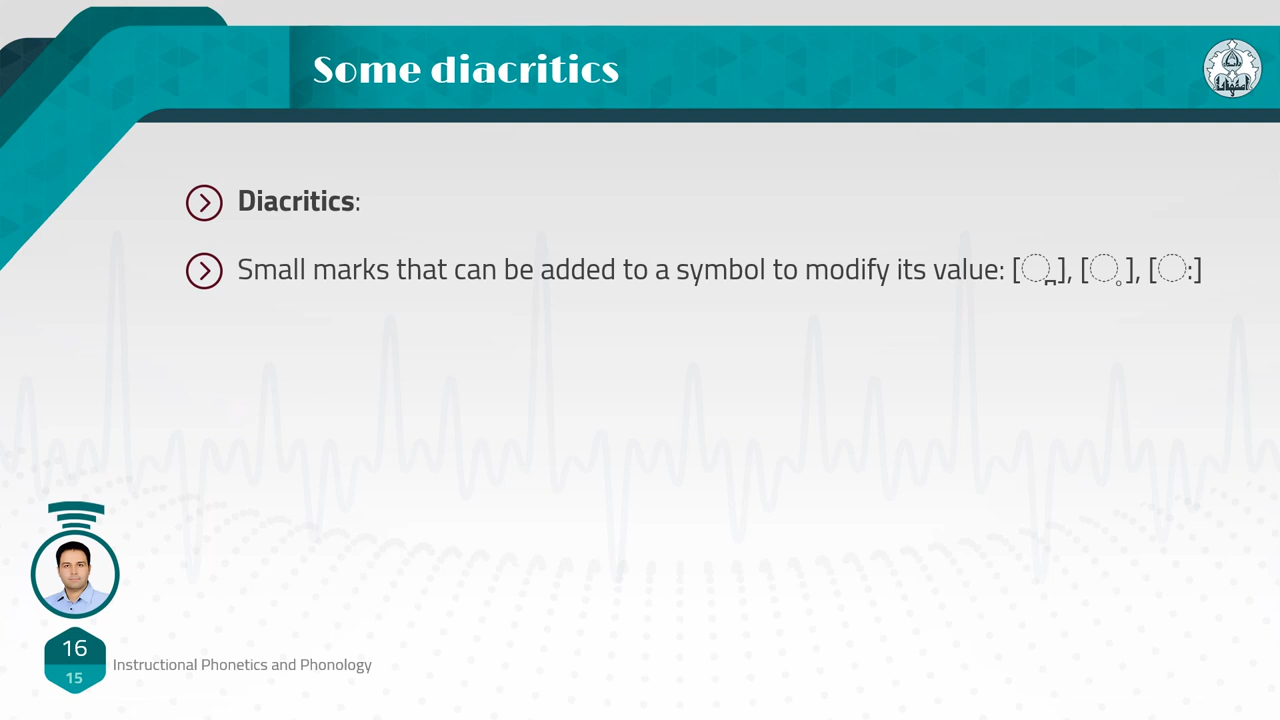 Some diacritics
اصفهان
Diacritics:
Small marks that can be added to a symbol to modify its value: [◌̪], [◌̥], [◌:]
16
15
Instructional Phonetics and Phonology